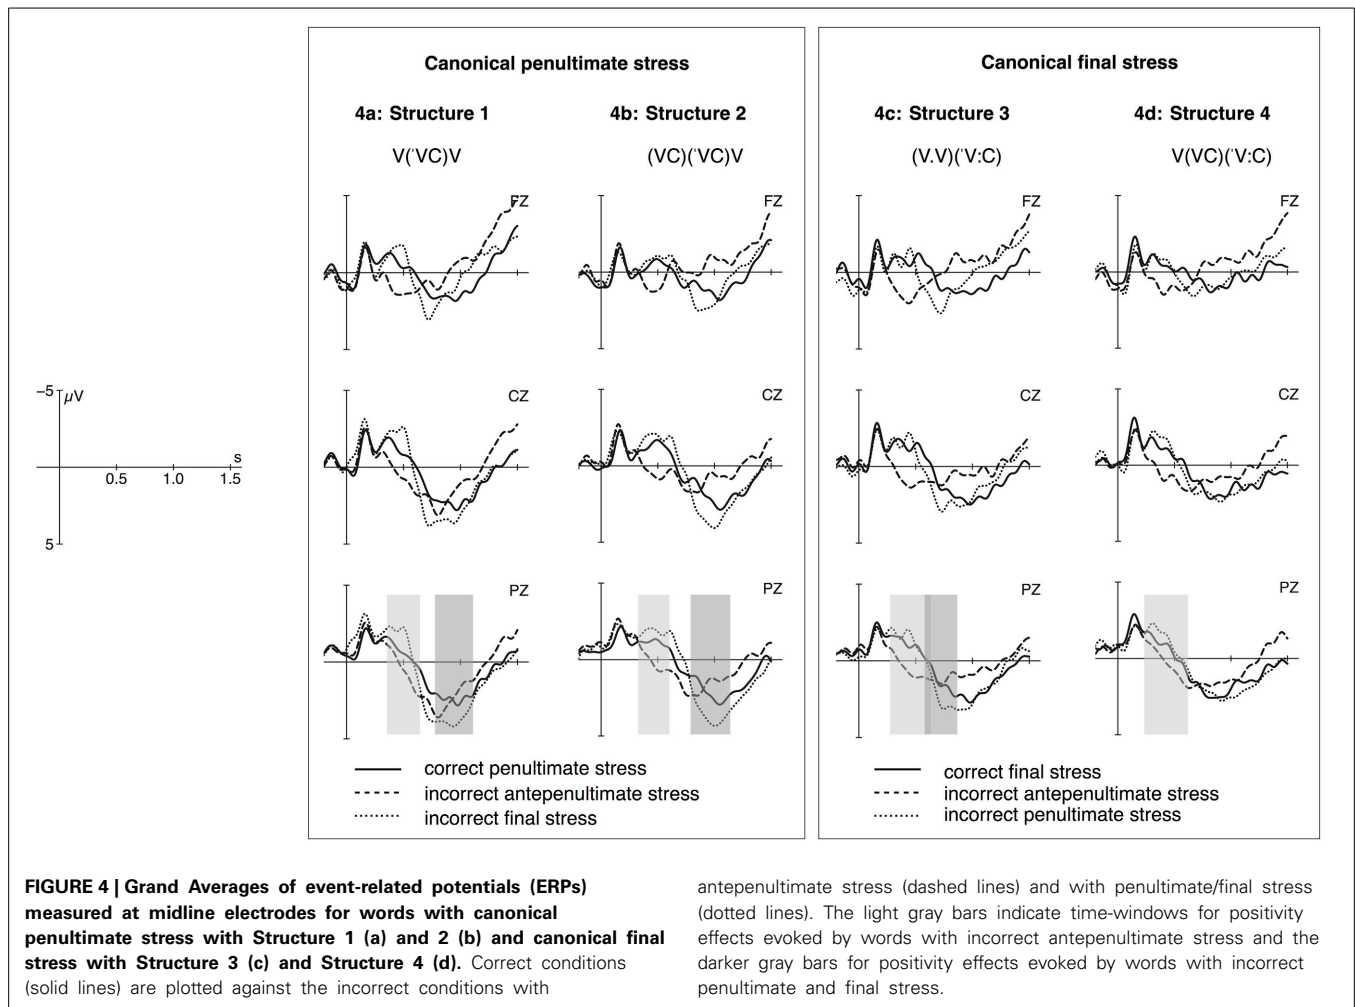 Canonical penultimate stress
4a: Structure 1
4b: Structure 2
V(ˈVC)V
(VC)(ˈVC)V
FZ
FZ
CZ
CZ
PZ
PZ
correct penultimate stress
incorrect antepenultimate stress
incorrect final stress
Canonical final stress
4c: Structure 3
4d: Structure 4
(V.V)(ˈV:C)
V(VC)(ˈV:C)
FZ
FZ
CZ
CZ
PZ
PZ
correct final stress
incorrect antepenultimate stress
incorrect penultimate stress
–5
µV
s
0.5 1.0 1.5
5
FIGURE 4 | Grand Averages of event-related potentials (ERPs)
measured at midline electrodes for words with canonical
penultimate stress with Structure 1 (a) and 2 (b) and canonical final
stress with Structure 3 (c) and Structure 4 (d). Correct conditions
(solid lines) are plotted against the incorrect conditions with
antepenultimate stress (dashed lines) and with penultimate/final stress
(dotted lines). The light gray bars indicate time-windows for positivity
effects evoked by words with incorrect antepenultimate stress and the
darker gray bars for positivity effects evoked by words with incorrect
penultimate and final stress.